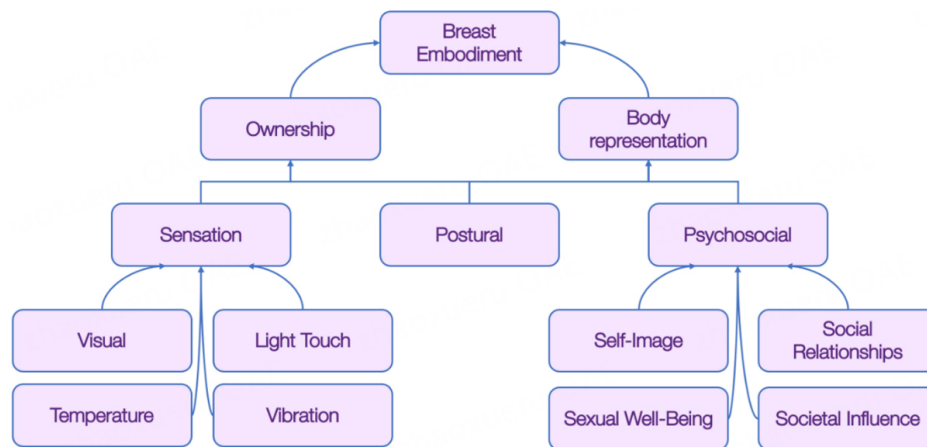 Breast
Embodiment
Ownership
Body
representation
Sensation
Postural
Psychosocial
Visual
Light Touch
Self-Image
Social
Relationships
Temperature
Vibration
Sexual Well-Being
Societal Influence